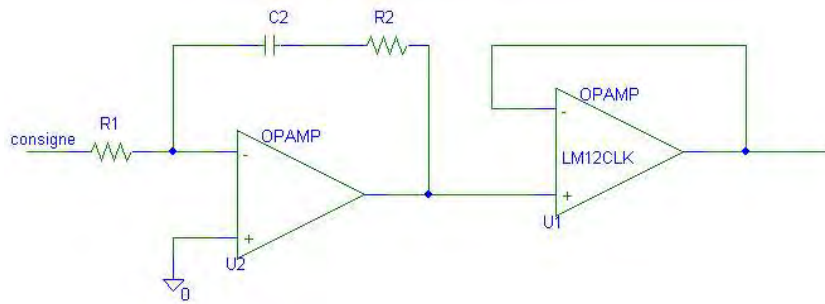 C2
R2
R1
consigne
OPAMP
-
+
U2
0
OPAMP
-
LM12CLK
+
U1